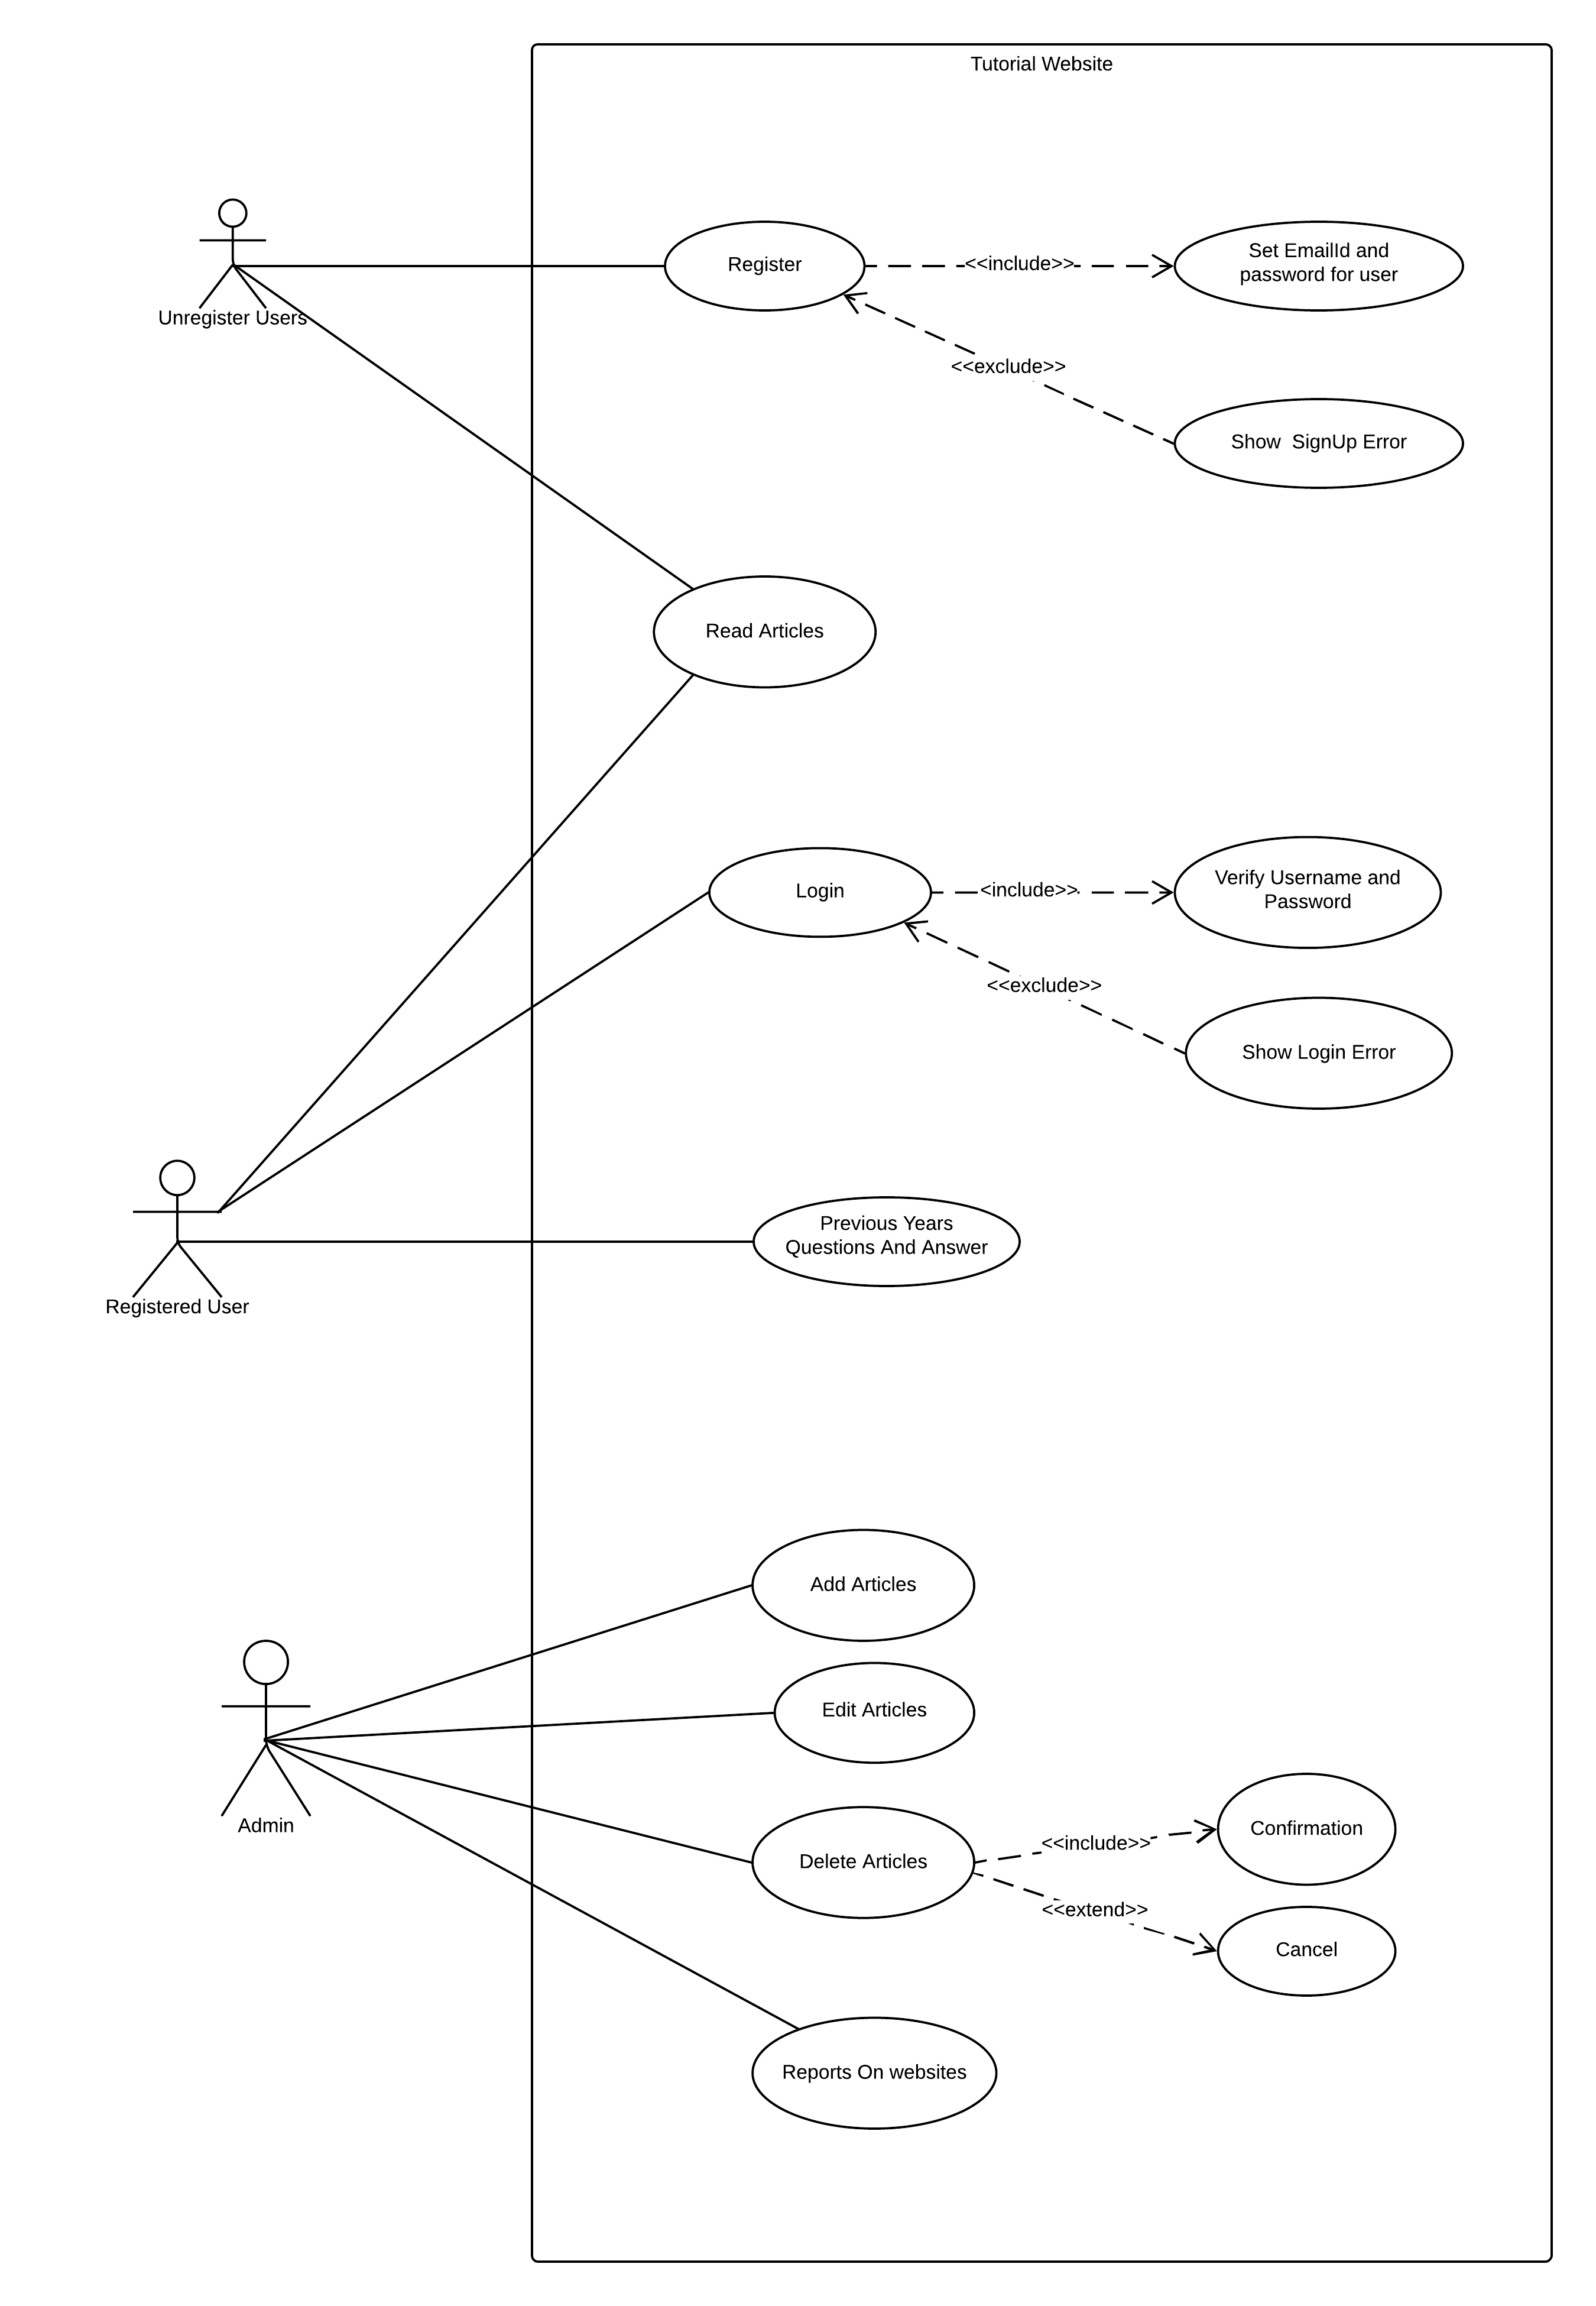 Tutorial Website
Unregister Users
Register
<<include>>
Set EmailId and
password for user
<<exclude>>
Show  SignUp Error
Read Articles
Login
<include>>
Verify Username and
Password
<<exclude>>
Show Login Error
Registered User
Previous Years
Questions And Answer
Add Articles
Edit Articles
Admin
Delete Articles
<<include>>
Confirmation
<<extend>>
Cancel
Reports On websites